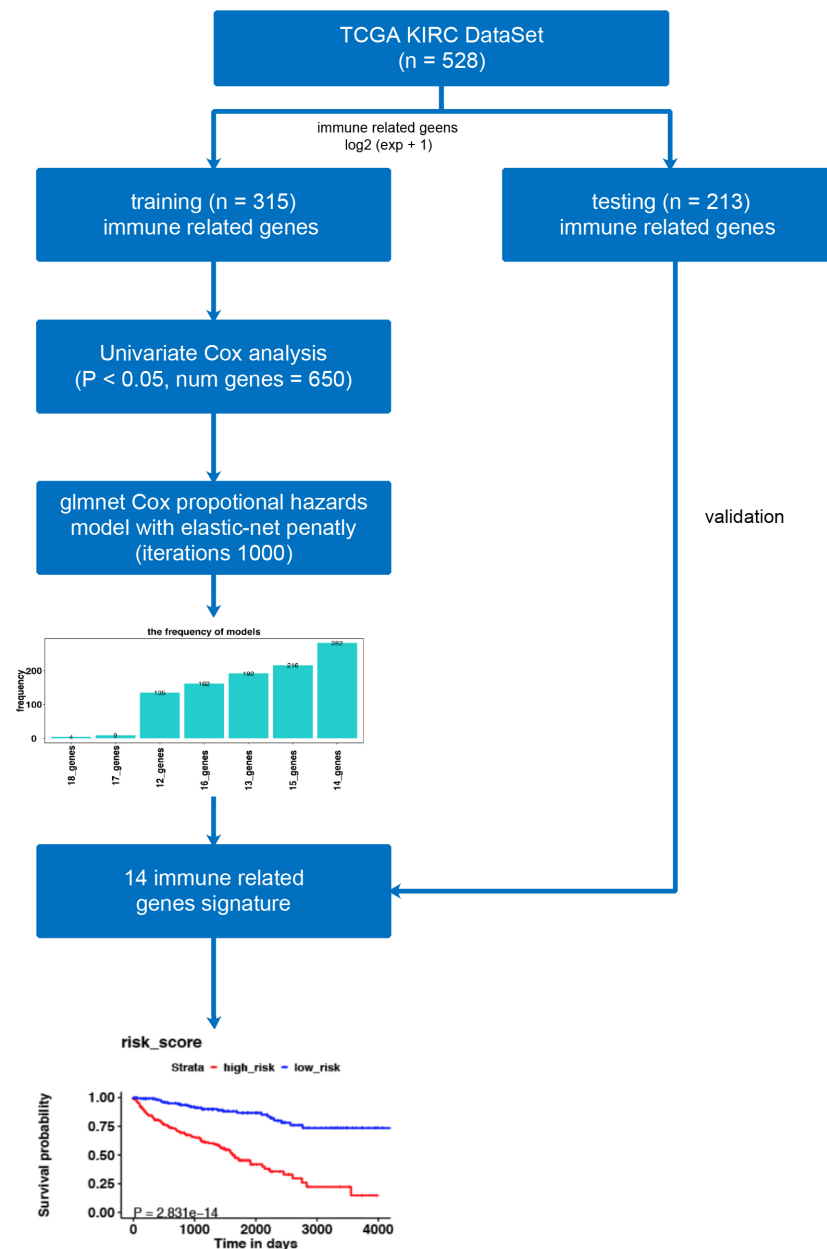 TCGA KIRC DataSet
(n = 528)
immune related geens
log2 (exp + 1)
training (n = 315)
immune related genes
testing (n = 213)
immune related genes
Univariate Cox analysis
(P < 0.05, num genes = 650)
glmnet Cox propotional hazards
model with elastic-net penatly
(iterations 1000)
validation
the frequency of models
frequency
200
100
0
4
9
135
162
192
216
282
18_genes
17_genes
12_genes
16_genes
13_genes
15_genes
14_genes
14 immune related
genes signature
risk_score
Strata high_risk low_risk
Survival probability
1.00
0.75
0.50
0.25
0.00
P = 2.831e-14
0 1000 2000 3000 4000
Time in days